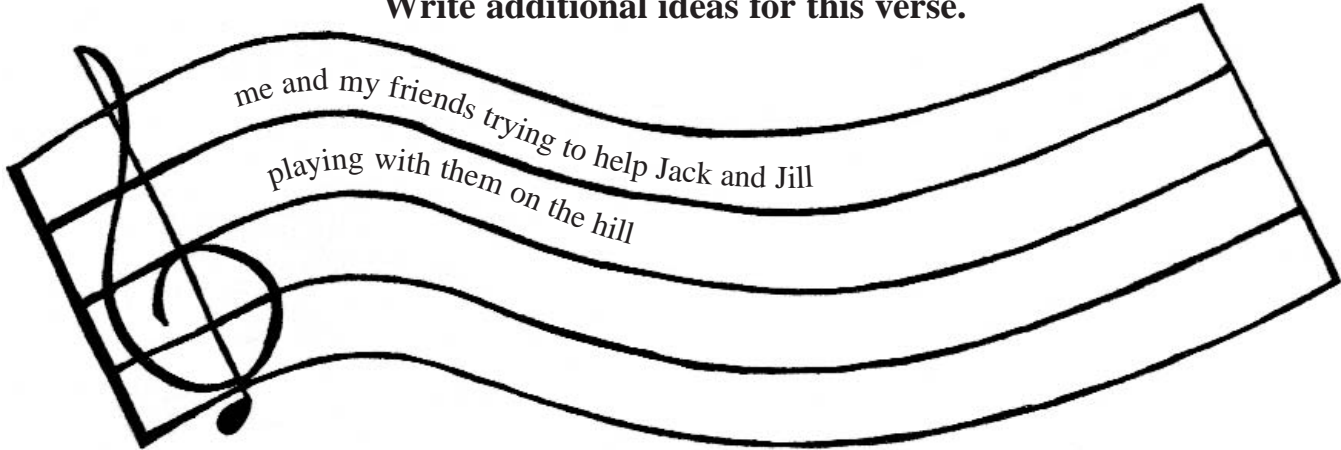 Write additional ideas for this verse.
me and my friends trying to help Jack and Jill
playing with them on the hill